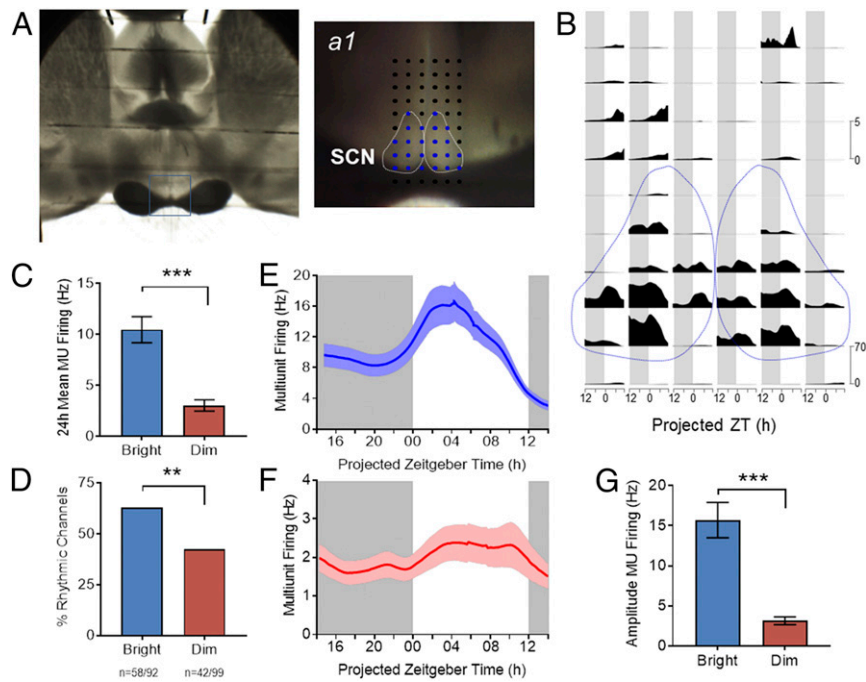 A
a1
SCN
B
5
70
12 0 12 0 12 0 12 0 12 0 12 0
Projected ZT (h)
C
***
24h Mean MU Firing (Hz)
15
10
5
0
Bright Dim
D
**
% Rhythmic Channels
75
50
25
0
Bright Dim
n=58/92 n=42/99
E
Multiunit Firing (Hz)
20
16
12
8
4
0
16 20 00 04 08 12 14
Projected Zeitgeber Time (h)
F
Multiunit Firing (Hz)
4
3
2
1
0
16 20 00 04 08 12 14
Projected Zeitgeber Time (h)
G
***
Amplitude MU Firing (Hz)
20
15
10
5
0
Bright Dim